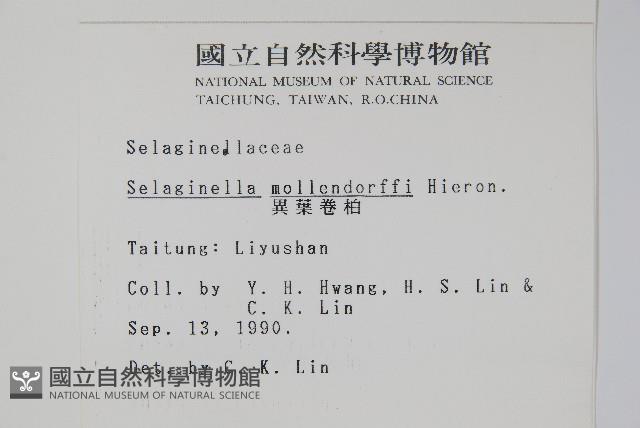 國立自然科學博物館
NATIONAL MUSEUM OF NATURAL SCIENCE
TAICHUNG, TAIWAN, R.O.CHINA
Selaginellaceae
Selaginella mollendorffi Hieron.
異葉卷柏
Taitung: Liyushan
Coll. by Y. H. Hwang, H. S. Lin &
C. K. Lin
Sep. 13, 1990.
Det. by C. K. Lin
國立自然科學博物館
NATIONAL MUSEUM OF NATURAL SCIENCE